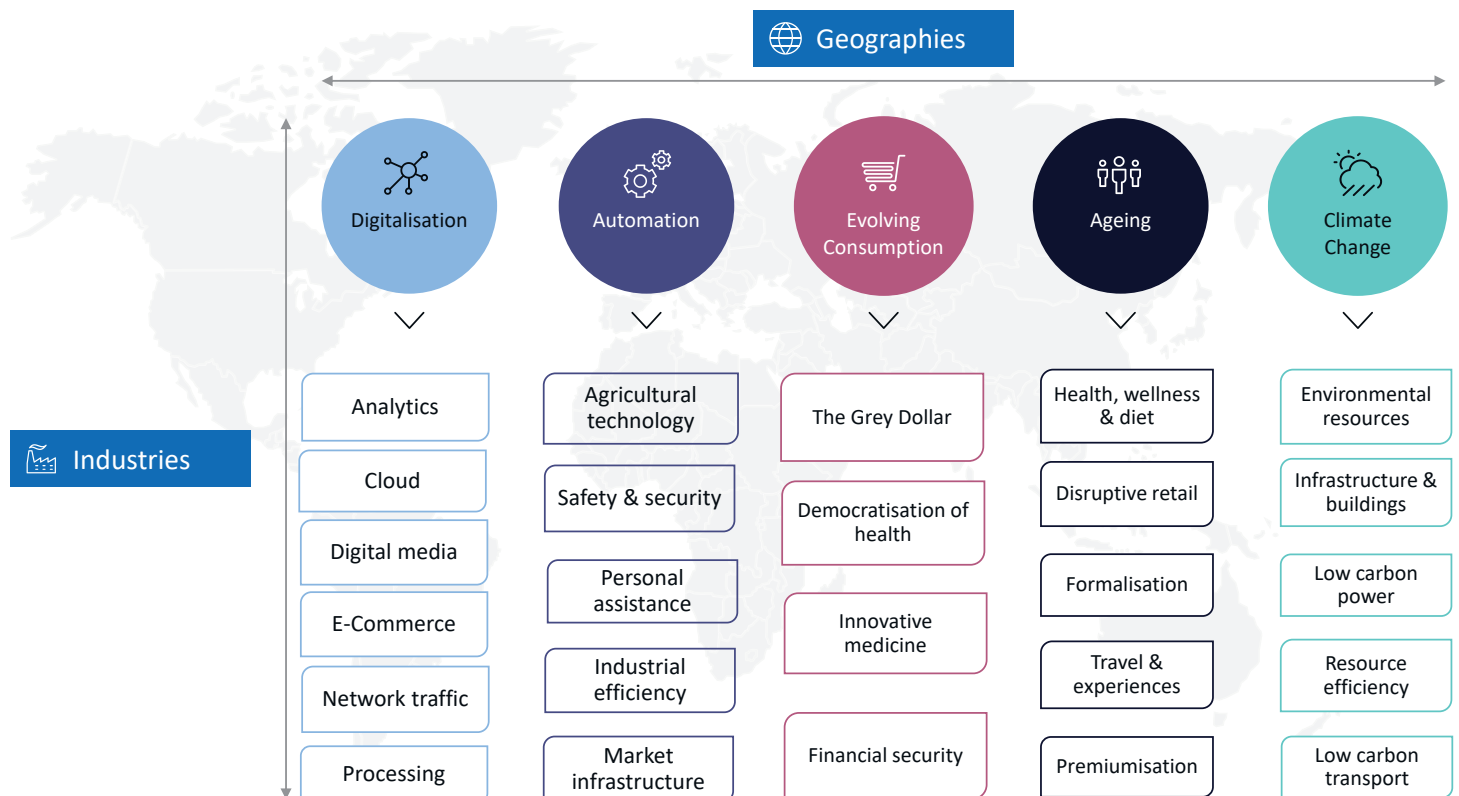 Geographies
Digitalisation
Automation
Evolving
Consumption
Ageing
Climate
Change
Industries
Analytics
Cloud
Digital media
E-Commerce
Network traffic
Processing
Agricultural
technology
Safety & security
Personal
assistance
Industrial
efficiency
Market
infrastructure
The Grey Dollar
Democratisation of
health
Innovative
medicine
Financial security
Health, wellness
& diet
Disruptive retail
Formalisation
Travel &
experiences
Premiumisation
Environmental
resources
Infrastructure &
buildings
Low carbon
power
Resource
efficiency
Low carbon
transport